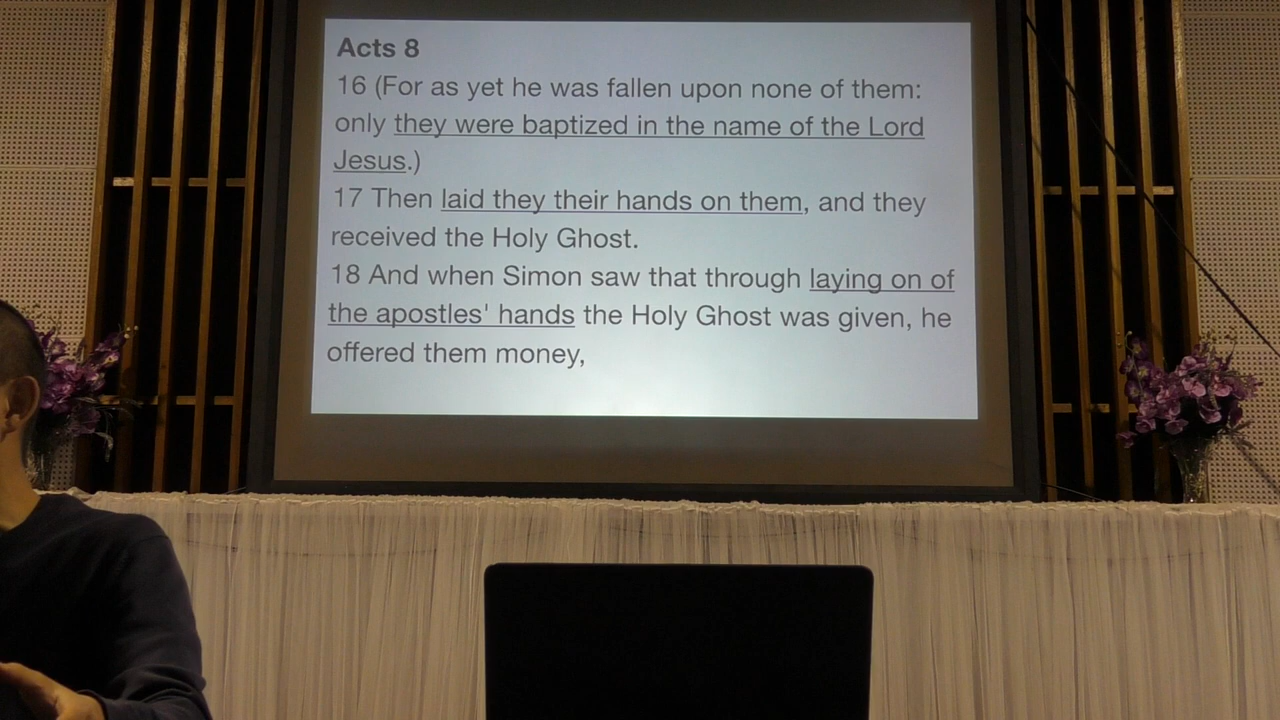 Acts 8
16 (For as yet he was fallen upon none of them:
only they were baptized in the name of the Lord
Jesus.)
17 Then laid they their hands on them, and they
received the Holy Ghost.
18 And when Simon saw that through laying on of
the apostles' hands the Holy Ghost was given, he
offered them money,